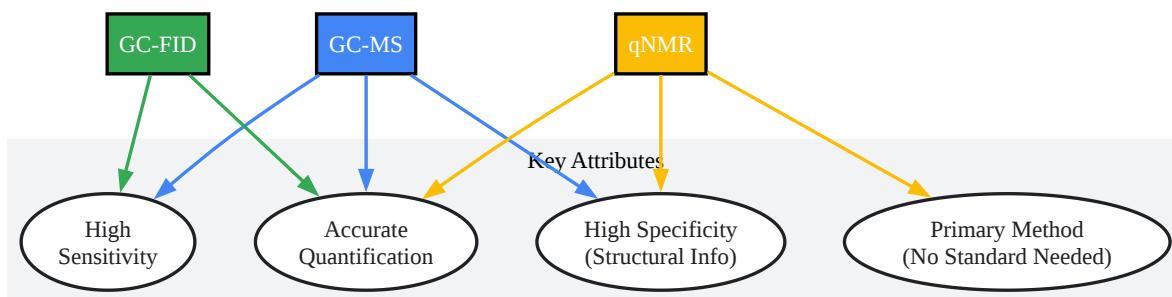 GC-FID
GC-MS
qNMR
Key Attributes
High
Sensitivity
Accurate
Quantification
High Specificity
(Structural Info)
Primary Method
(No Standard Needed)